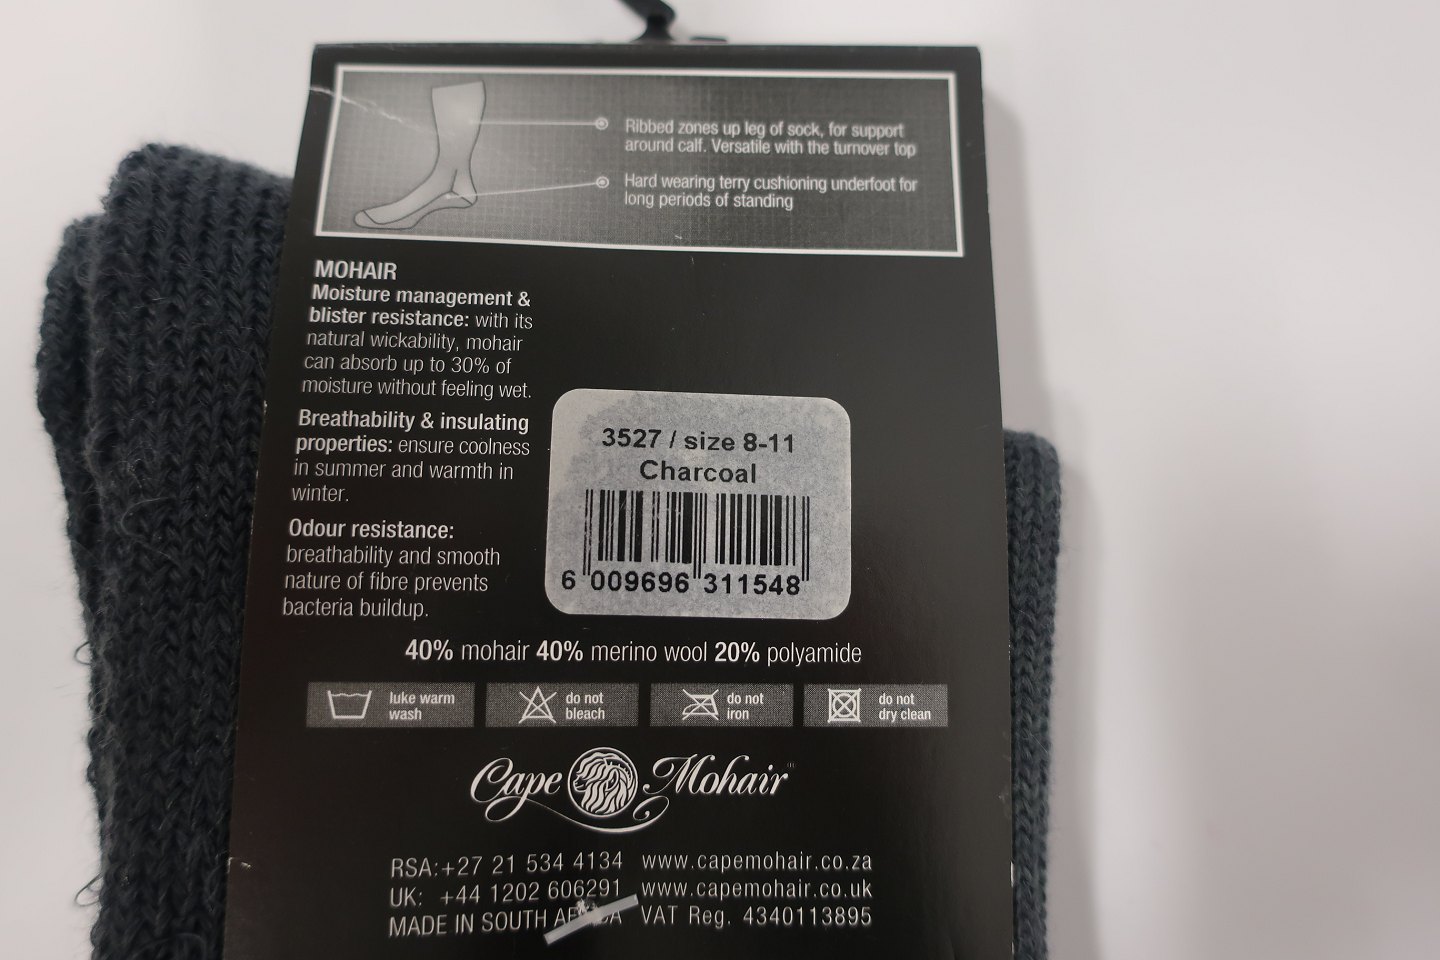 Ribbed zones up leg of sock, for support
around calf. Versatile with the turnover top
Hard wearing terry cushioning underfoot for
long periods of standing
MOHAIR
Moisture management &
blister resistance: with its
natural wickability, mohair
can absorb up to 30% of
moisture without feeling wet.
Breathability & insulating
properties: ensure coolness
in summer and warmth in
winter.
Odour resistance:
breathability and smooth
nature of fibre prevents
bacteria buildup.
3527 / size 8-11
Charcoal
6 009696 311548
40% mohair 40% merino wool 20% polyamide
luke warm
wash
do not
bleach
do not
iron
do not
dry clean
Cape Mohair
RSA:+27 21 534 4134 www.capemohair.co.za
UK: +44 1202 606291 www.capemohair.co.uk
MADE IN SOUTH VAT Reg. 4340113895